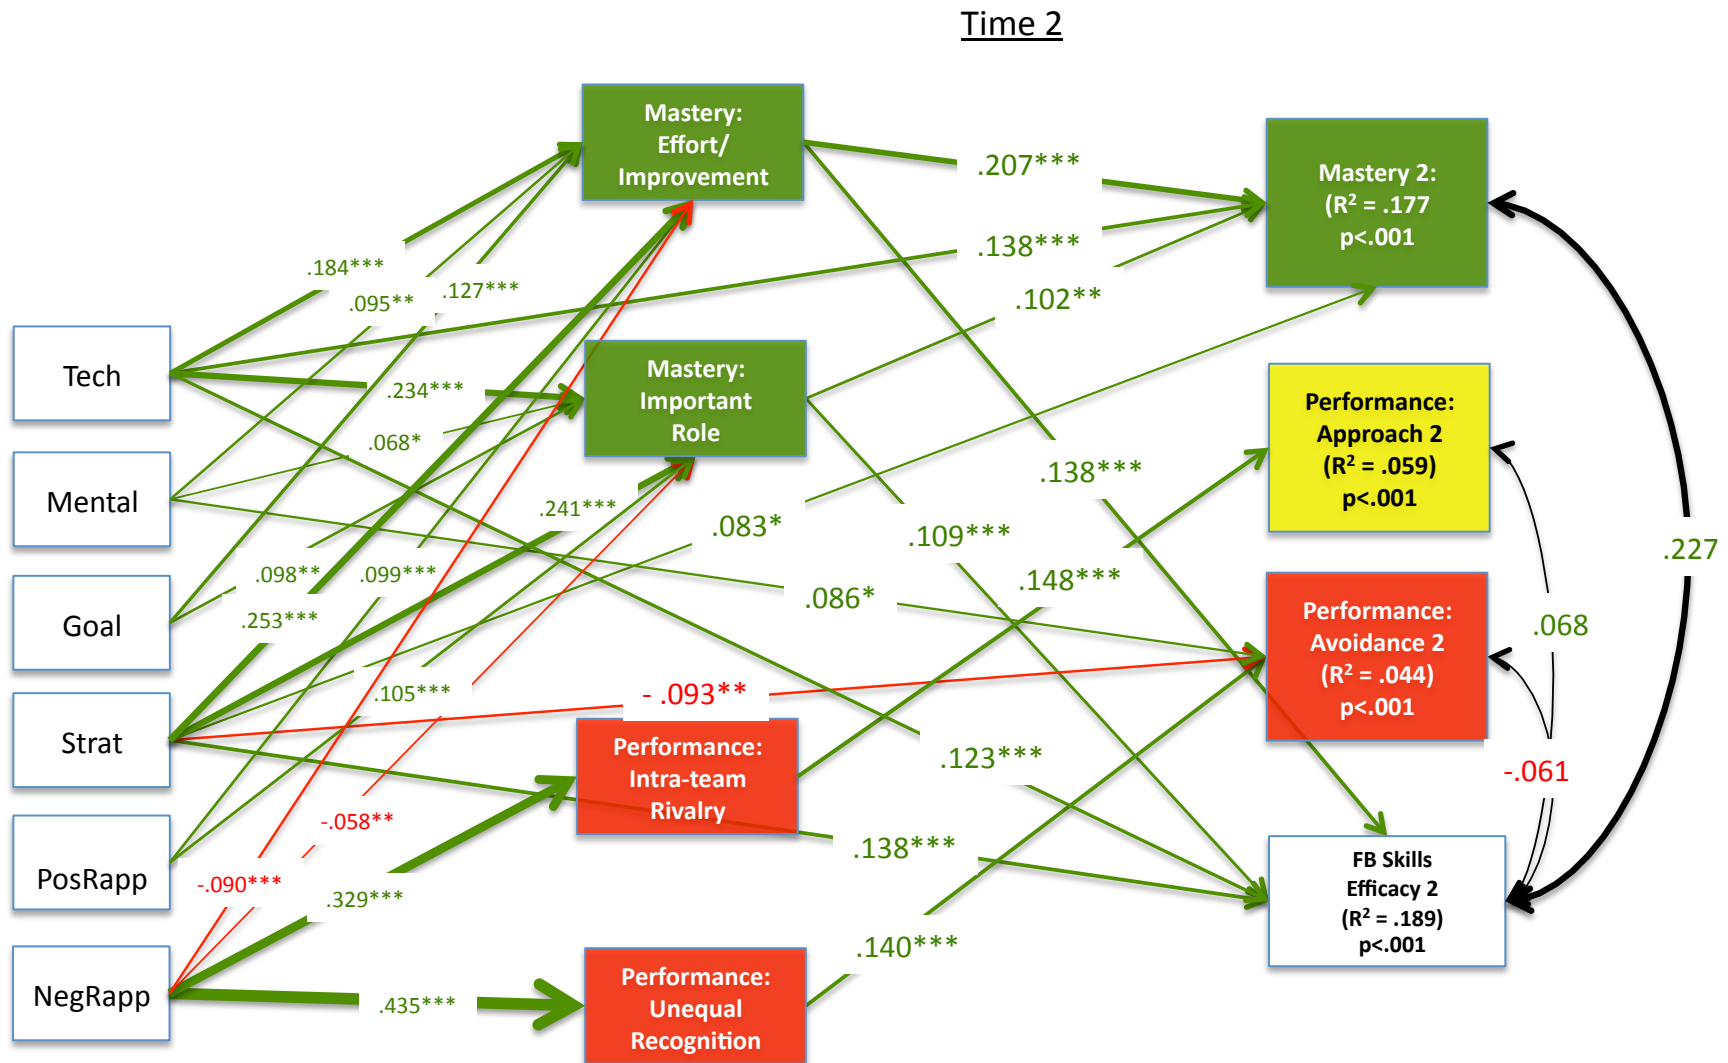 Time 2
Mastery:
Effort/
Improvement
.207***
Mastery 2:
(R² = .177
p<.001
.138***
.184***
.095**
.127***
.102**
Tech
.234***
Mastery:
Important
Role
.068*
Performance:
Approach 2
(R² = .059)
p<.001
.138***
Mental
.241***
.083*
.109***
.148***
.227
.098**
.099***
.086*
Goal
.253***
Performance:
Avoidance 2
(R² = .044)
p<.001
.068
.105***
- .093**
Strat
Performance:
Intra-team
Rivalry
.123***
-.061
-.058**
.138***
PosRapp
-.090***
.329***
FB Skills
Efficacy 2
(R² = .189)
p<.001
.140***
NegRapp
.435***
Performance:
Unequal
Recognition